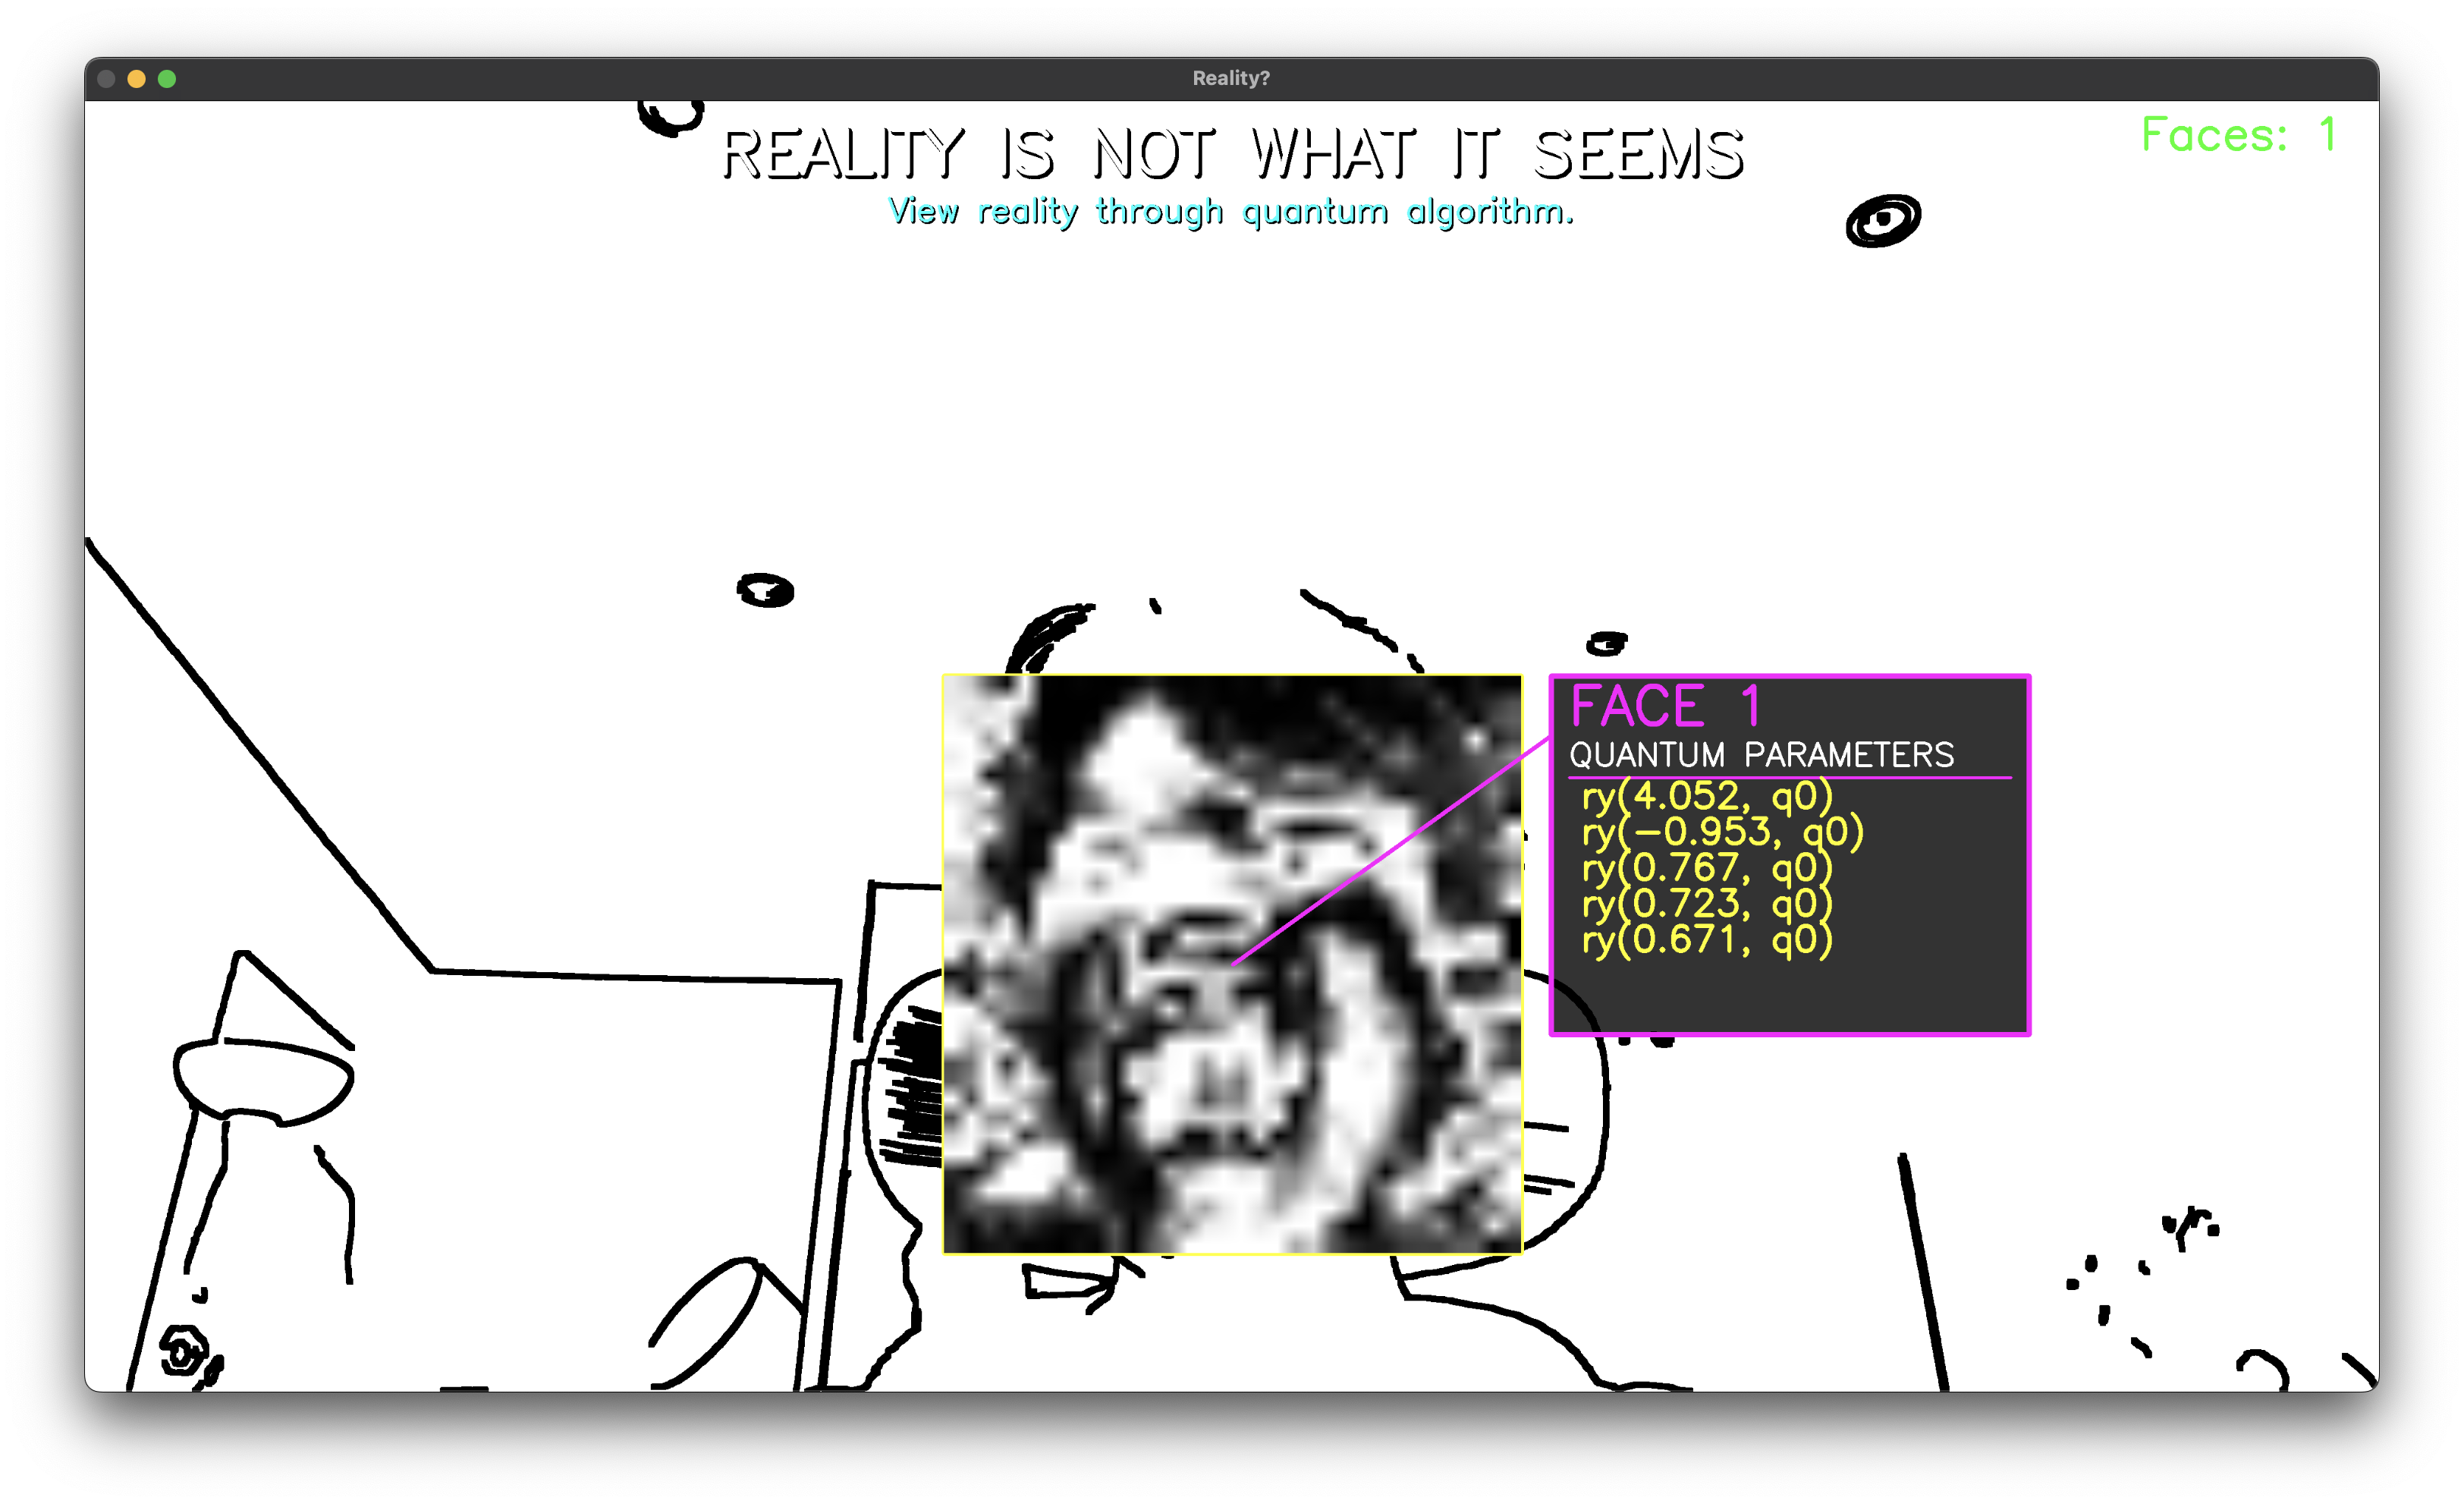 Reality?
REALITY IS NOT WHAT IT SEEMS
View reality through quantum algorithm.
Faces: 1
FACE 1
QUANTUM PARAMETERS
ry(4.052, q0)
ry(-0.953, q0)
ry(0.767, q0)
ry(0.723, q0)
ry(0.671, q0)